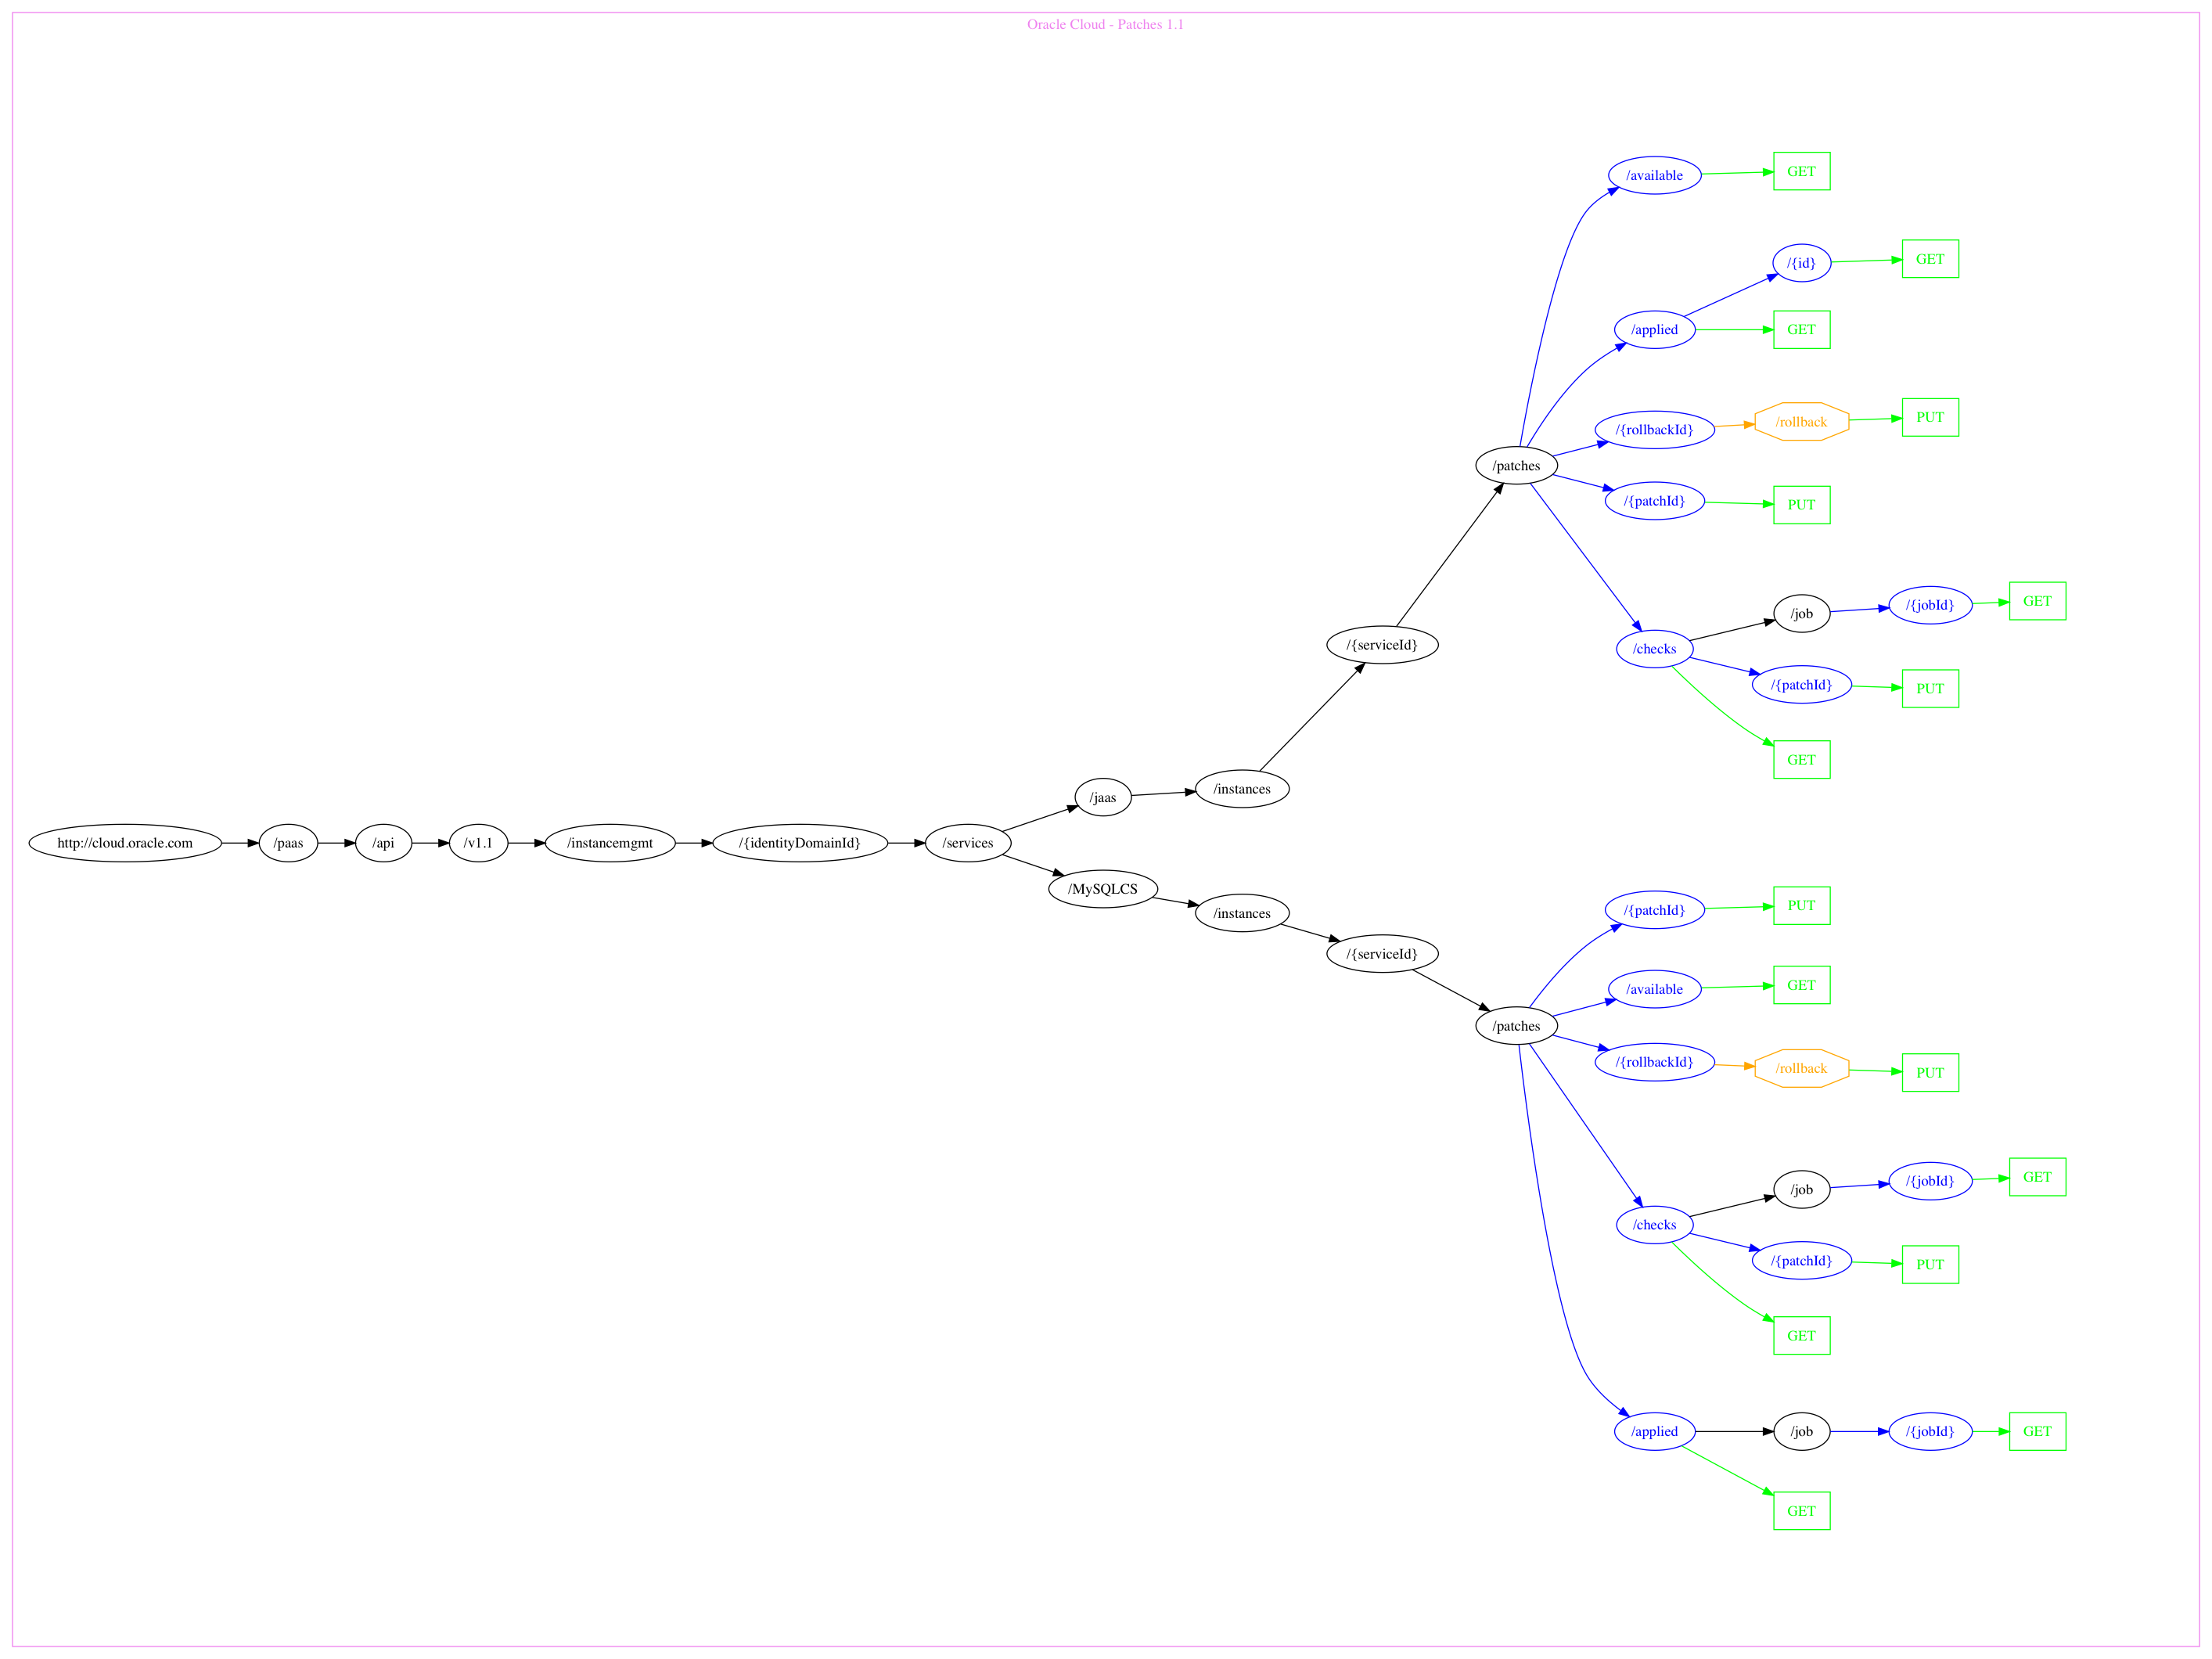 Oracle Cloud - Patches 1.1
/available
GET
/{id}
GET
/applied
GET
/{rollbackId}
/rollback
PUT
/patches
/{patchId}
PUT
/job
/{jobId}
GET
/{serviceId}
/checks
/{patchId}
PUT
GET
/jaas
/instances
http://cloud.oracle.com
/paas
/api
/v1.1
/instancemgmt
/{identityDomainId}
/services
/MySQLCS
/instances
/{serviceId}
/{patchId}
PUT
/available
GET
/patches
/{rollbackId}
/rollback
PUT
/job
/{jobId}
GET
/checks
/{patchId}
PUT
GET
/applied
/job
/{jobId}
GET
GET